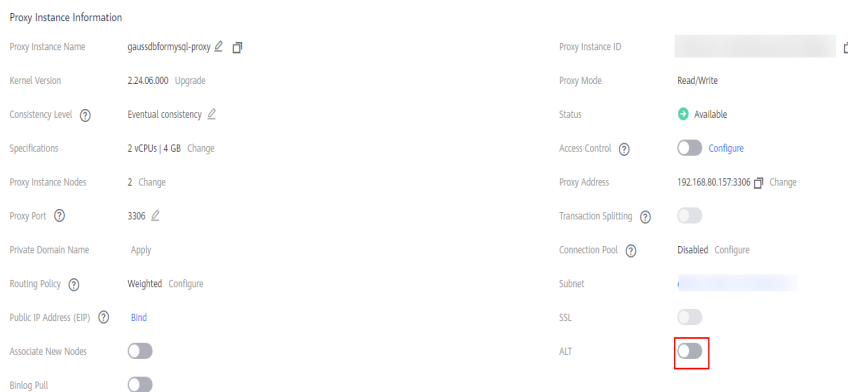 Proxy Instance Information
Proxy Instance Name gaussdbformysql-proxy Proxy Instance ID
Kernel Version 2.24.06.000 Upgrade Proxy Mode Read/Write
Consistency Level Eventual consistency Status Available
Specifications 2 vCPUs | 4 GB Change Access Control Configure
Proxy Instance Nodes 2 Change Proxy Address 192.168.80.157:3306 Change
Proxy Port 3306 Transaction Splitting
Private Domain Name Apply Connection Pool Disabled Configure
Routing Policy Weighted Configure Subnet
Public IP Address (EIP) Bind SSL
Associate New Nodes ALT
Binlog Pull